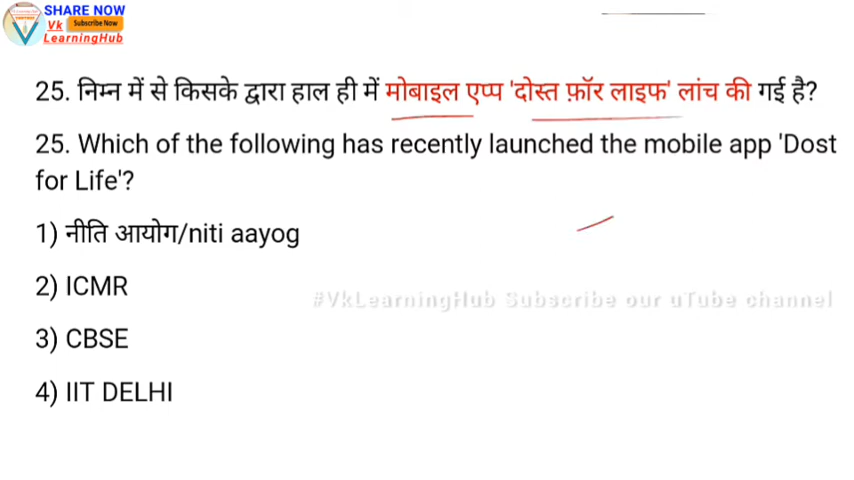 SHARE NOW
Vk Subscribe Now
LearningHub
25. निम्न में से किसके द्वारा हाल ही में मोबाइल एप्प 'दोस्त फ़ॉर लाइफ' लांच की गई है?
25. Which of the following has recently launched the mobile app 'Dost
for Life'?
1) नीति आयोग/niti aayog
2) ICMR
#VkLearningHub Subscribe our uTube channel
3) CBSE
4) IIT DELHI